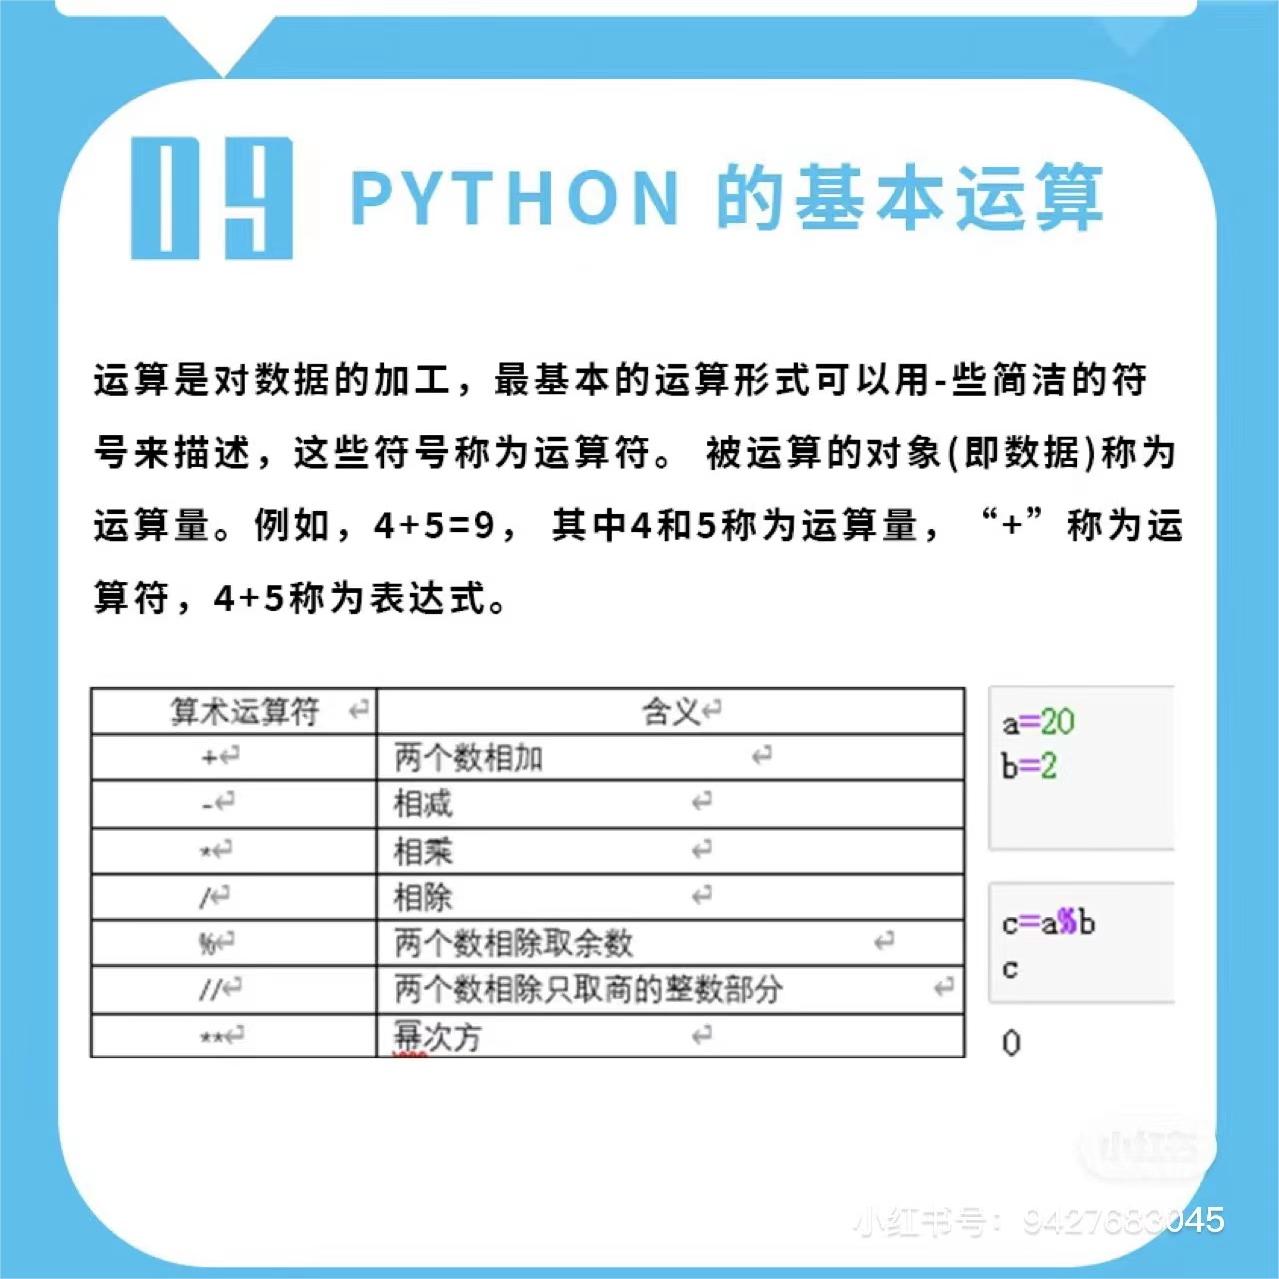 09 PYTHON 的基本运算
运算是对数据的加工，最基本的运算形式可以用-些简洁的符
号来描述，这些符号称为运算符。 被运算的对象(即数据)称为
运算量。例如，4+5=9， 其中4和5称为运算量，“+”称为运
算符，4+5称为表达式。
算术运算符 含义
+ 两个数相加
- 相减
* 相乘
/ 相除
% 两个数相除取余数
// 两个数相除只取商的整数部分
** 幂次方
a=20
b=2
c=a%b
c
0
小红书
小红书号：9427683045